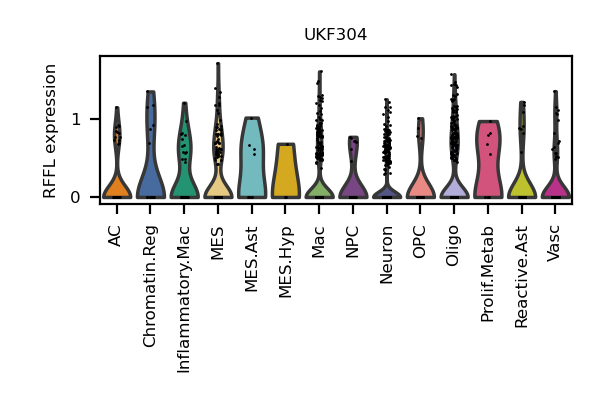 UKF304
RFFL expression
1
0
AC
Chromatin.Reg
Inflammatory.Mac
MES
MES.Ast
MES.Hyp
Mac
NPC
Neuron
OPC
Oligo
Prolif.Metab
Reactive.Ast
Vasc